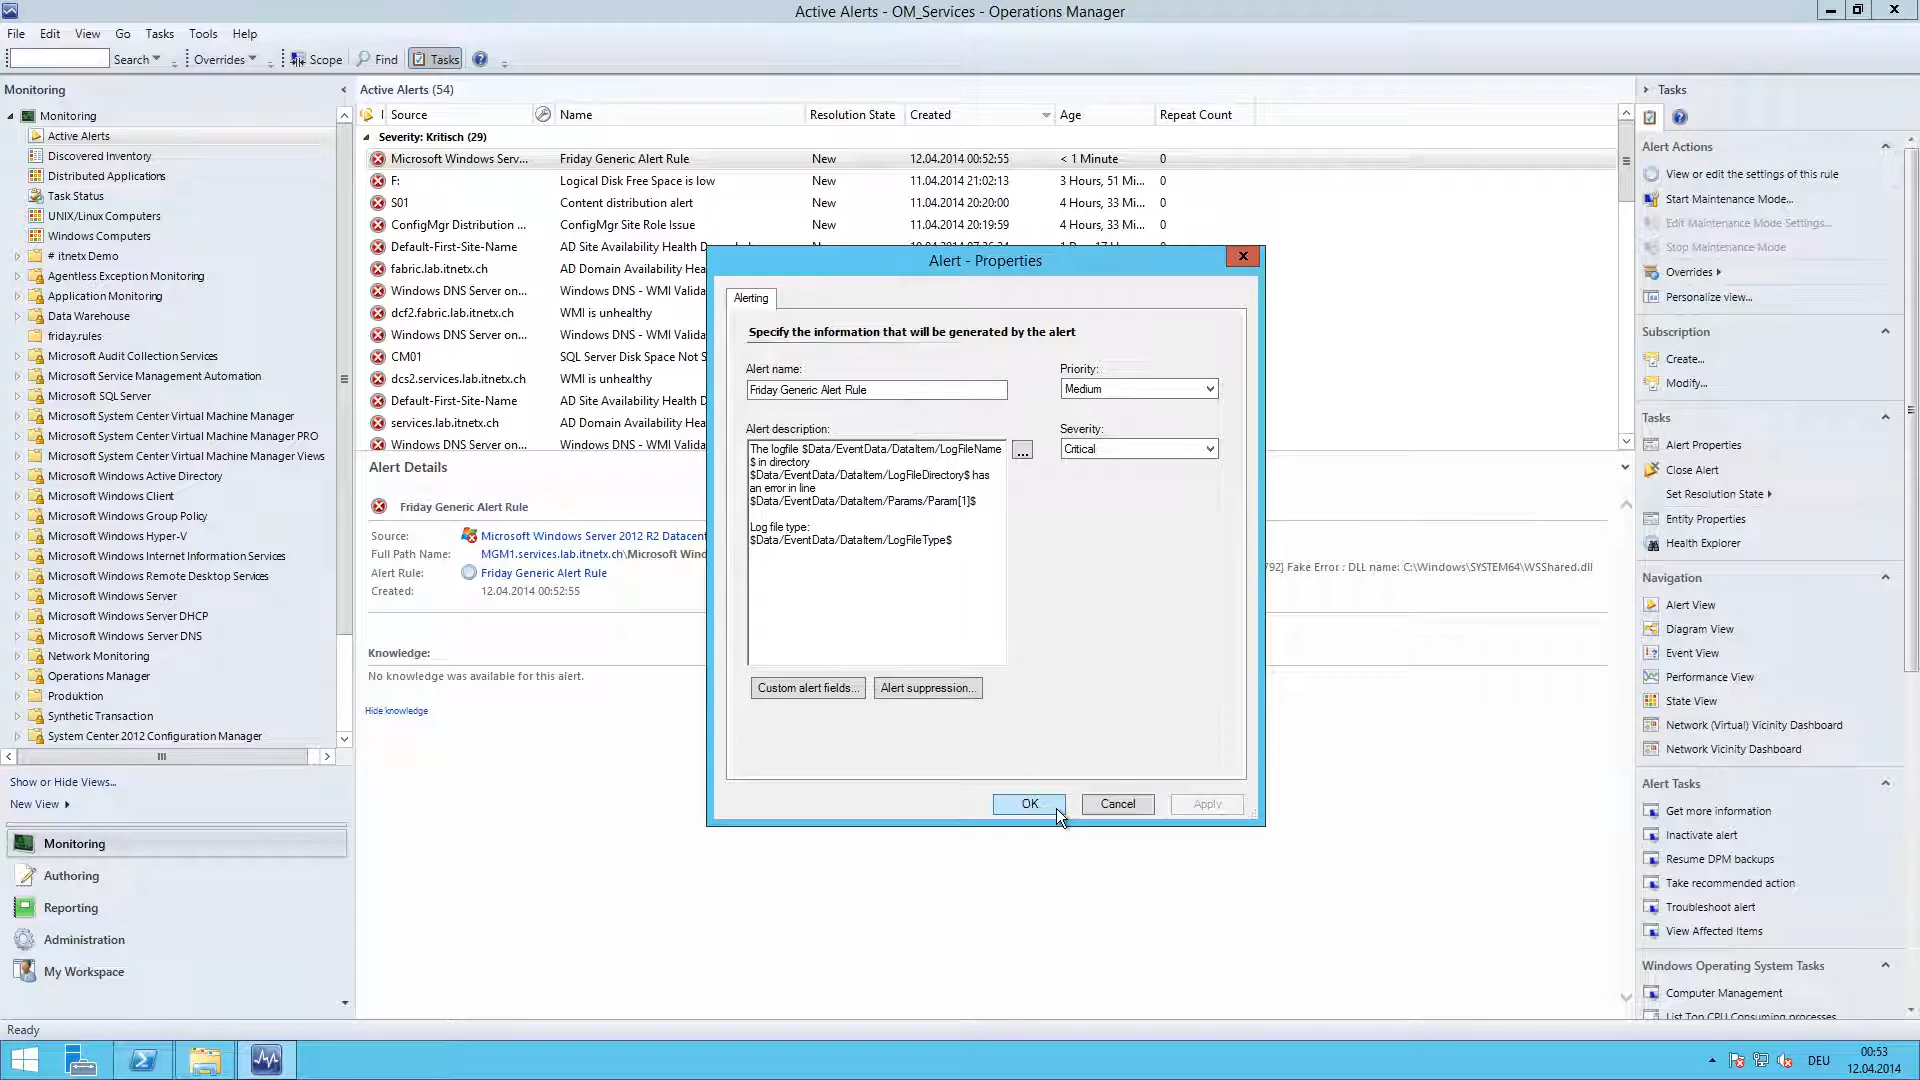 Active Alerts - OM_Services - Operations Manager
File Edit View Go Tasks Tools Help
Search Overrides Scope Find Tasks
Monitoring
Monitoring
Active Alerts
Discovered Inventory
Distributed Applications
Task Status
UNIX/Linux Computers
Windows Computers
# itnetx Demo
Agentless Exception Monitoring
Application Monitoring
Data Warehouse
friday.rules
Microsoft Audit Collection Services
Microsoft Service Management Automation
Microsoft SQL Server
Microsoft System Center Virtual Machine Manager
Microsoft System Center Virtual Machine Manager PRO
Microsoft System Center Virtual Machine Manager Views
Microsoft Windows Active Directory
Microsoft Windows Client
Microsoft Windows Group Policy
Microsoft Windows Hyper-V
Microsoft Windows Internet Information Services
Microsoft Windows Remote Desktop Services
Microsoft Windows Server
Microsoft Windows Server DHCP
Microsoft Windows Server DNS
Network Monitoring
Operations Manager
Produktion
Synthetic Transaction
System Center 2012 Configuration Manager
Show or Hide Views...
New View
Monitoring
Authoring
Reporting
Administration
My Workspace
Active Alerts (54)
I Source Name Resolution State Created Age Repeat Count
Severity: Kritisch (29)
Microsoft Windows Serv... Friday Generic Alert Rule New 12.04.2014 00:52:55 < 1 Minute 0
F: Logical Disk Free Space is low New 11.04.2014 21:02:13 3 Hours, 51 Mi... 0
S01 Content distribution alert New 11.04.2014 20:20:00 4 Hours, 33 Mi... 0
ConfigMgr Distribution ... ConfigMgr Site Role Issue New 11.04.2014 20:19:59 4 Hours, 33 Mi... 0
Default-First-Site-Name AD Site Availability Health D
fabric.lab.itnetx.ch AD Domain Availability Hea
Windows DNS Server on... Windows DNS - WMI Valida
dcf2.fabric.lab.itnetx.ch WMI is unhealthy
Windows DNS Server on... Windows DNS - WMI Valida
CM01 SQL Server Disk Space Not S
dcs2.services.lab.itnetx.ch WMI is unhealthy
Default-First-Site-Name AD Site Availability Health D
services.lab.itnetx.ch AD Domain Availability Hea
Windows DNS Server on... Windows DNS - WMI Valida
Alert Details
Friday Generic Alert Rule
Source: Microsoft Windows Server 2012 R2 Datacent
Full Path Name: MGM1.services.lab.itnetx.ch\Microsoft Wind
Alert Rule: Friday Generic Alert Rule
Created: 12.04.2014 00:52:55
792] Fake Error : DLL name: C:\Windows\SYSTEM64\WSShared.dll
Knowledge:
No knowledge was available for this alert.
Hide knowledge
Alert - Properties
Alerting
Specify the information that will be generated by the alert
Alert name:
Friday Generic Alert Rule
Priority:
Medium
Alert description:
The logfile $Data/EventData/DataItem/LogFileName
$ in directory
$Data/EventData/DataItem/LogFileDirectory$ has
an error in line
$Data/EventData/DataItem/Params/Param[1]$
Log file type:
$Data/EventData/DataItem/LogFileType$
...
Severity:
Critical
Custom alert fields... Alert suppression...
OK Cancel Apply
Tasks
Alert Actions
View or edit the settings of this rule
Start Maintenance Mode...
Edit Maintenance Mode Settings...
Stop Maintenance Mode
Overrides
Personalize view...
Subscription
Create...
Modify...
Tasks
Alert Properties
Close Alert
Set Resolution State
Entity Properties
Health Explorer
Navigation
Alert View
Diagram View
Event View
Performance View
State View
Network (Virtual) Vicinity Dashboard
Network Vicinity Dashboard
Alert Tasks
Get more information
Inactivate alert
Resume DPM backups
Take recommended action
Troubleshoot alert
View Affected Items
Windows Operating System Tasks
Computer Management
List Top CPU Consuming processes
Ready
DEU
00:53
12.04.2014